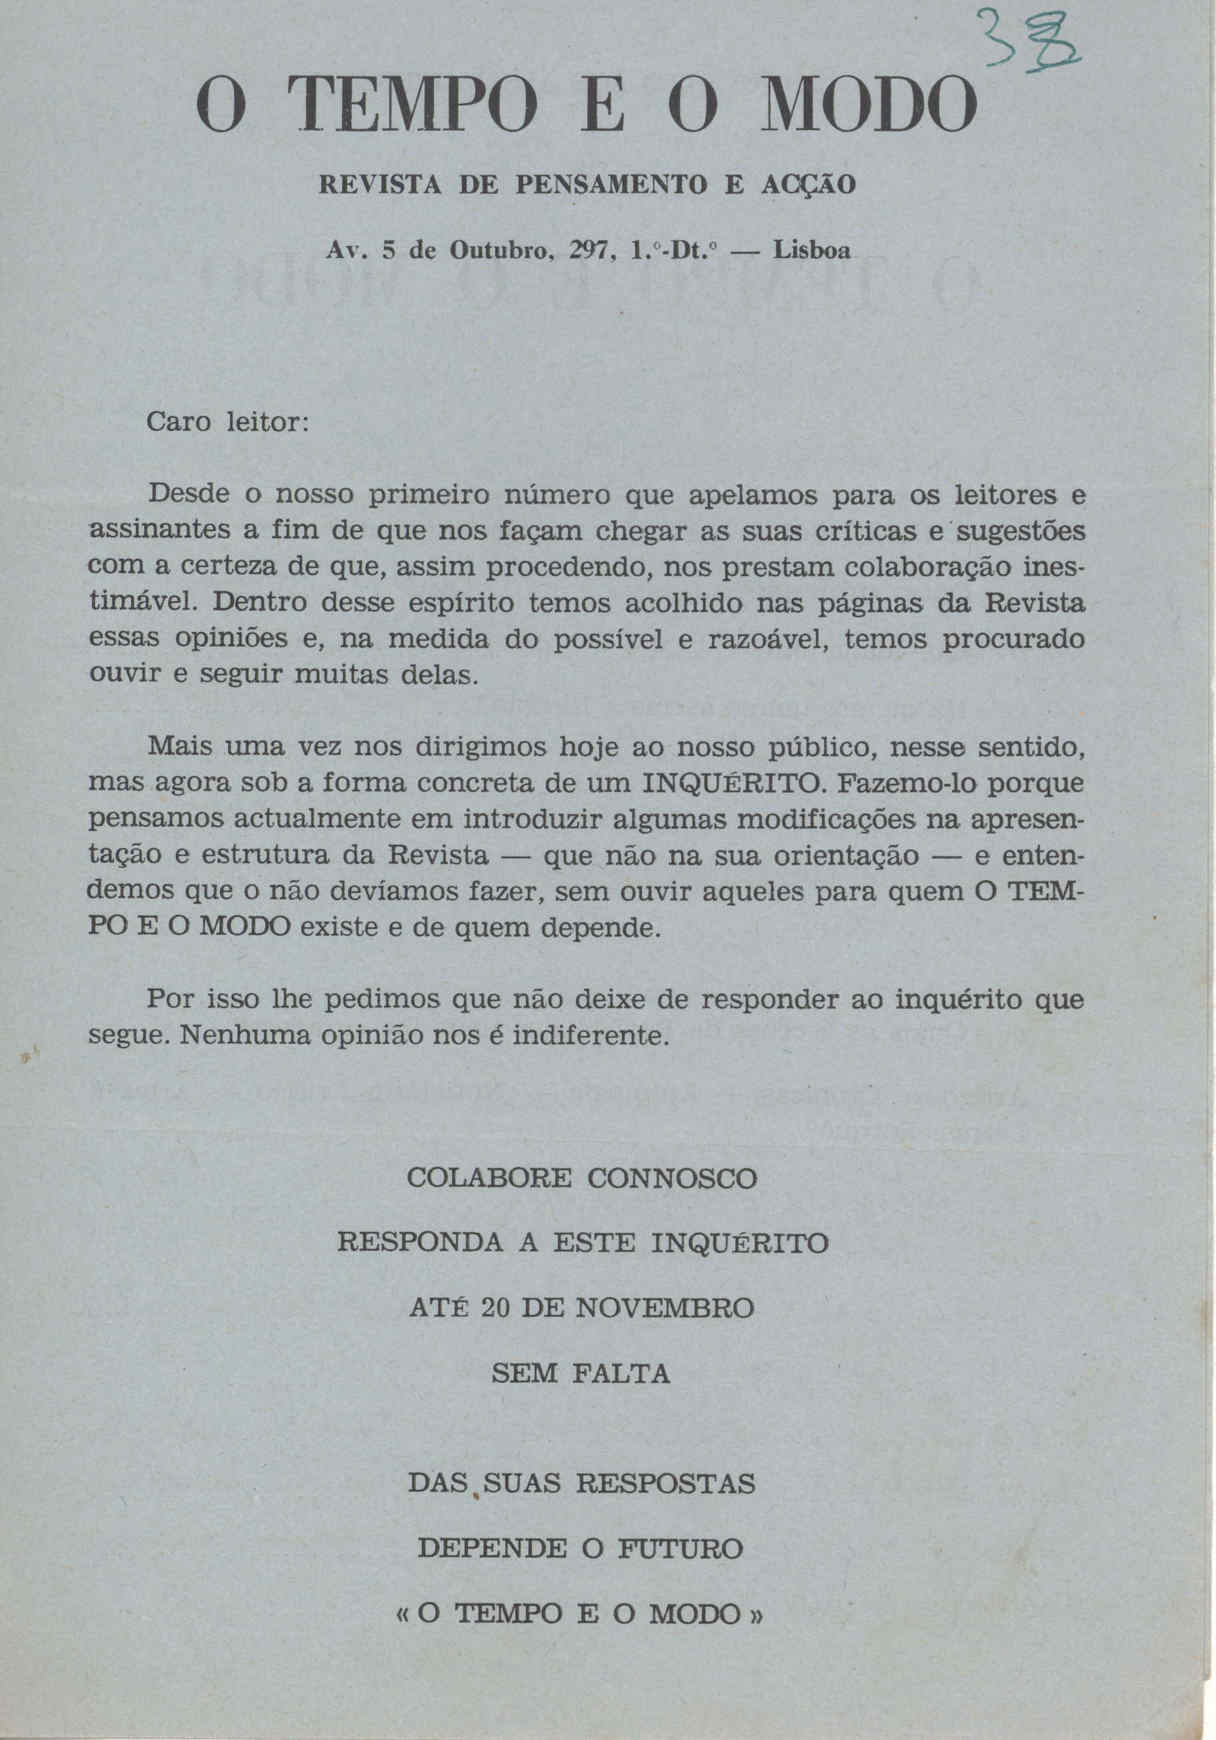 38
O TEMPO E O MODO
REVISTA DE PENSAMENTO E ACÇÃO
Av. 5 de Outubro, 297, 1.º-Dt.º — Lisboa
Caro leitor:
Desde o nosso primeiro número que apelamos para os leitores e
assinantes a fim de que nos façam chegar as suas críticas e sugestões
com a certeza de que, assim procedendo, nos prestam colaboração ines-
timável. Dentro desse espírito temos acolhido nas páginas da Revista
essas opiniões e, na medida do possível e razoável, temos procurado
ouvir e seguir muitas delas.
Mais uma vez nos dirigimos hoje ao nosso público, nesse sentido,
mas agora sob a forma concreta de um INQUÉRITO. Fazemo-lo porque
pensamos actualmente em introduzir algumas modificações na apresen-
tação e estrutura da Revista — que não na sua orientação — e enten-
demos que o não devíamos fazer, sem ouvir aqueles para quem O TEM-
PO E O MODO existe e de quem depende.
Por isso lhe pedimos que não deixe de responder ao inquérito que
segue. Nenhuma opinião nos é indiferente.
COLABORE CONNOSCO
RESPONDA A ESTE INQUÉRITO
ATÉ 20 DE NOVEMBRO
SEM FALTA
DAS SUAS RESPOSTAS
DEPENDE O FUTURO
« O TEMPO E O MODO »